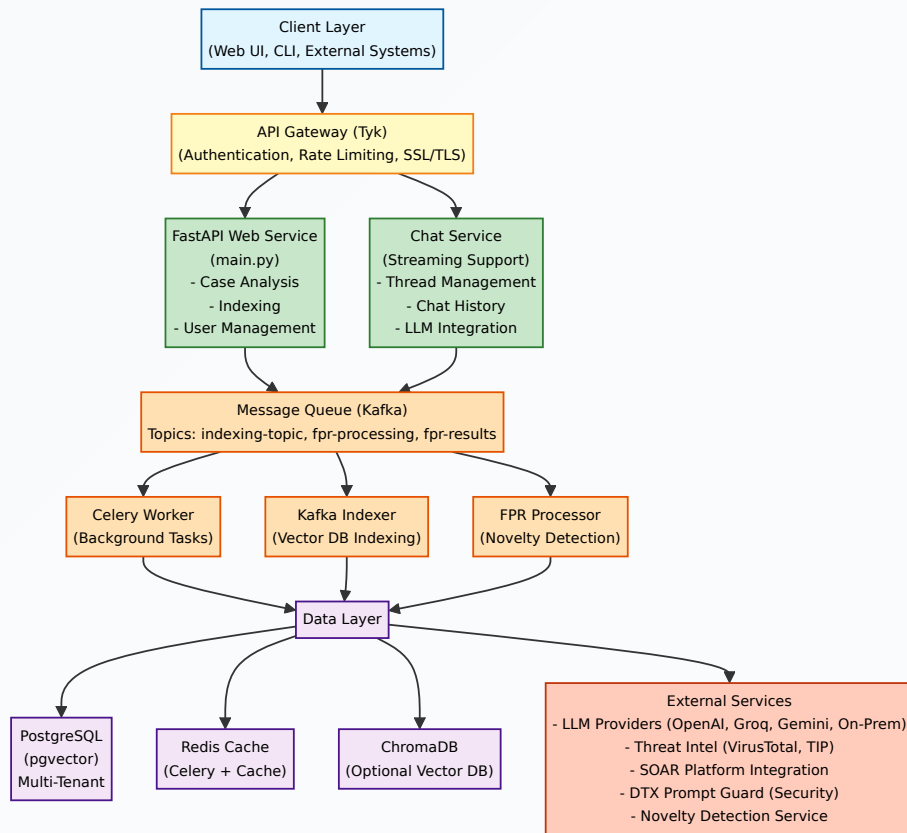 Client Layer
(Web UI, CLI, External Systems)
API Gateway (Tyk)
(Authentication, Rate Limiting, SSL/TLS)
FastAPI Web Service
(main.py)
- Case Analysis
- Indexing
- User Management
Chat Service
(Streaming Support)
- Thread Management
- Chat History
- LLM Integration
Message Queue (Kafka)
Topics: indexing-topic, fpr-processing, fpr-results
Celery Worker
(Background Tasks)
Kafka Indexer
(Vector DB Indexing)
FPR Processor
(Novelty Detection)
Data Layer
PostgreSQL
(pgvector)
Multi-Tenant
Redis Cache
(Celery + Cache)
ChromaDB
(Optional Vector DB)
External Services
- LLM Providers (OpenAI, Groq, Gemini, On-Prem)
- Threat Intel (VirusTotal, TIP)
- SOAR Platform Integration
- DTX Prompt Guard (Security)
- Novelty Detection Service